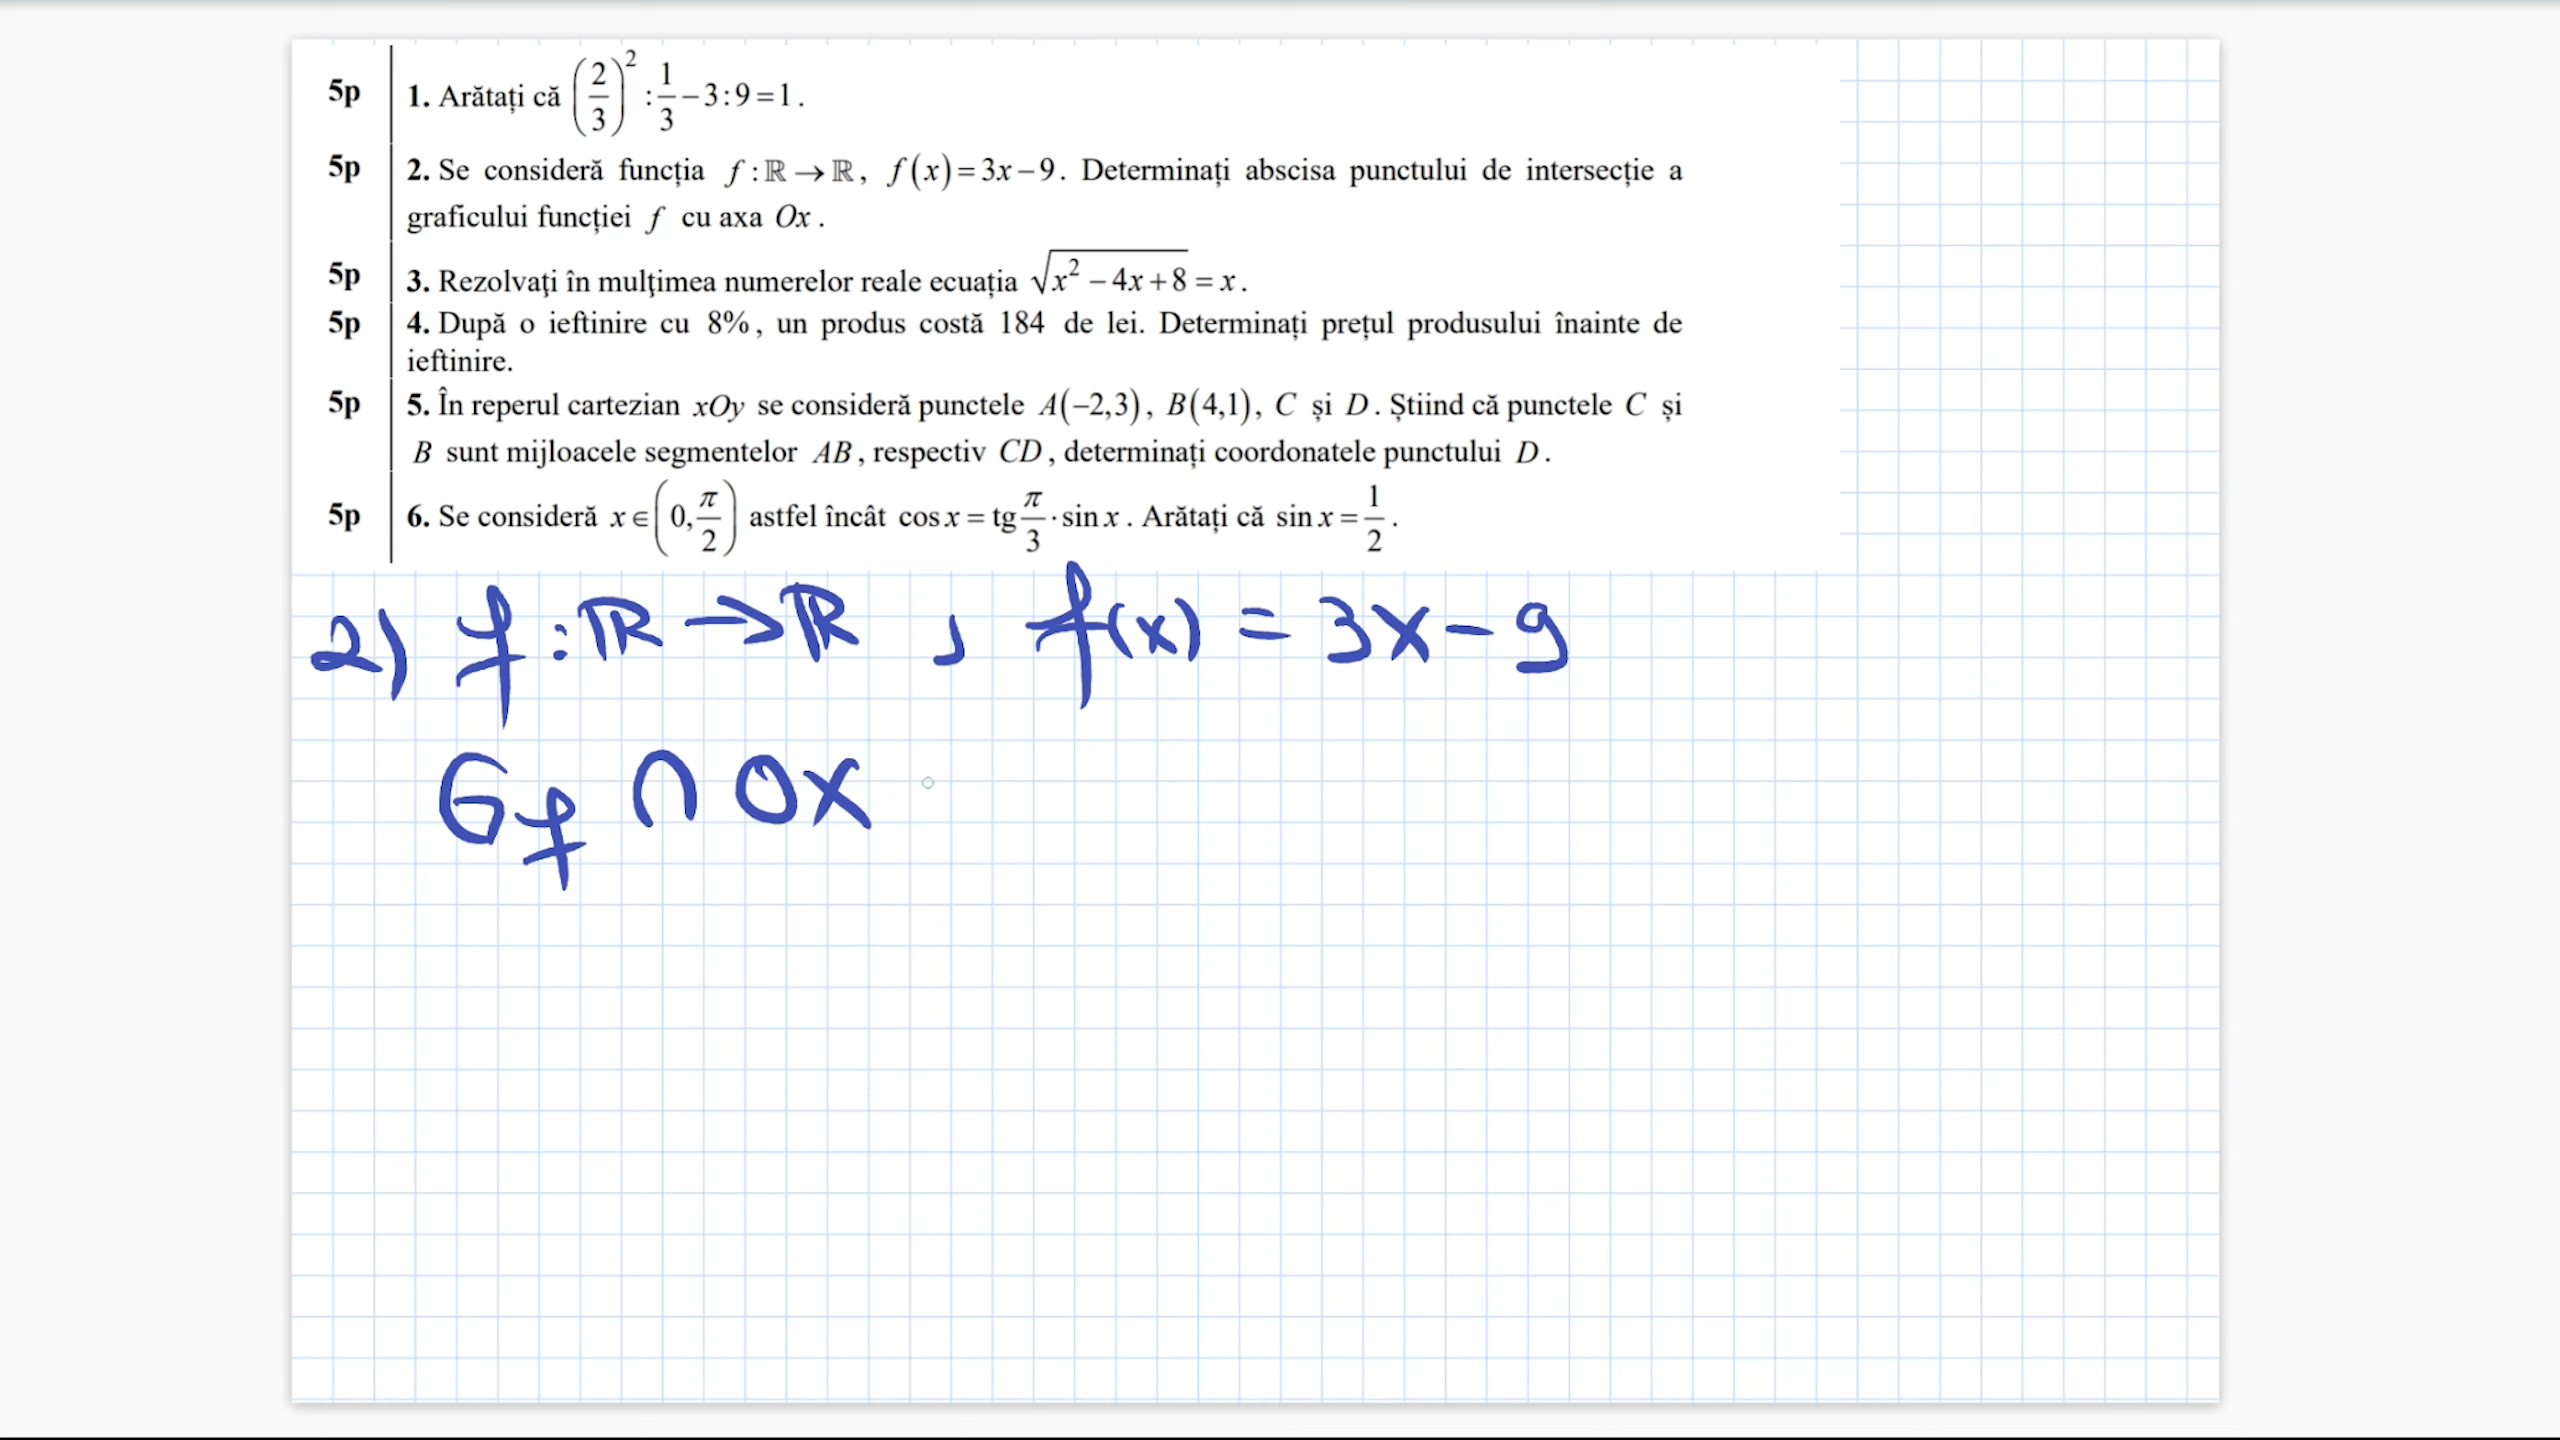 5p 1. Arătați că (2/3)² : 1/3 − 3 : 9 = 1 .
5p 2. Se consideră funcția f : ℝ → ℝ , f(x) = 3x − 9 . Determinați abscisa punctului de intersecție a
graficului funcției f cu axa Ox .
5p 3. Rezolvați în mulțimea numerelor reale ecuația √(x² − 4x + 8) = x .
5p 4. După o ieftinire cu 8% , un produs costă 184 de lei. Determinați prețul produsului înainte de
ieftinire.
5p 5. În reperul cartezian xOy se consideră punctele A(−2,3) , B(4,1) , C și D . Știind că punctele C și
B sunt mijloacele segmentelor AB , respectiv CD , determinați coordonatele punctului D .
5p 6. Se consideră x ∈ (0, π/2) astfel încât cos x = tg π/3 · sin x . Arătați că sin x = 1/2 .
2) f : ℝ → ℝ , f(x) = 3x − 9
Gf ∩ Ox